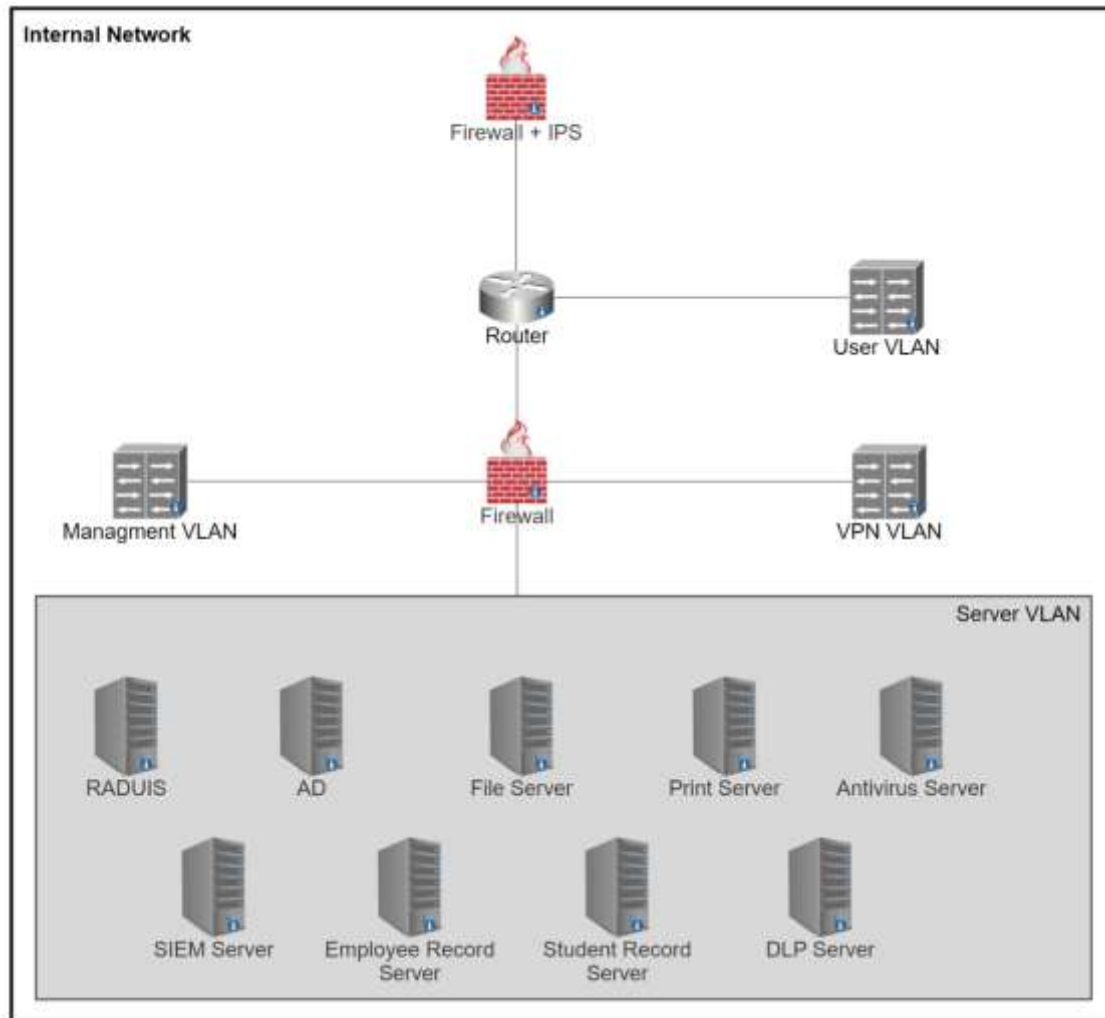 Internal Network
Firewall + IPS
Router
User VLAN
Managment VLAN
Firewall
VPN VLAN
Server VLAN
RADUIS
AD
File Server
Print Server
Antivirus Server
SIEM Server
Employee Record
Server
Student Record
Server
DLP Server